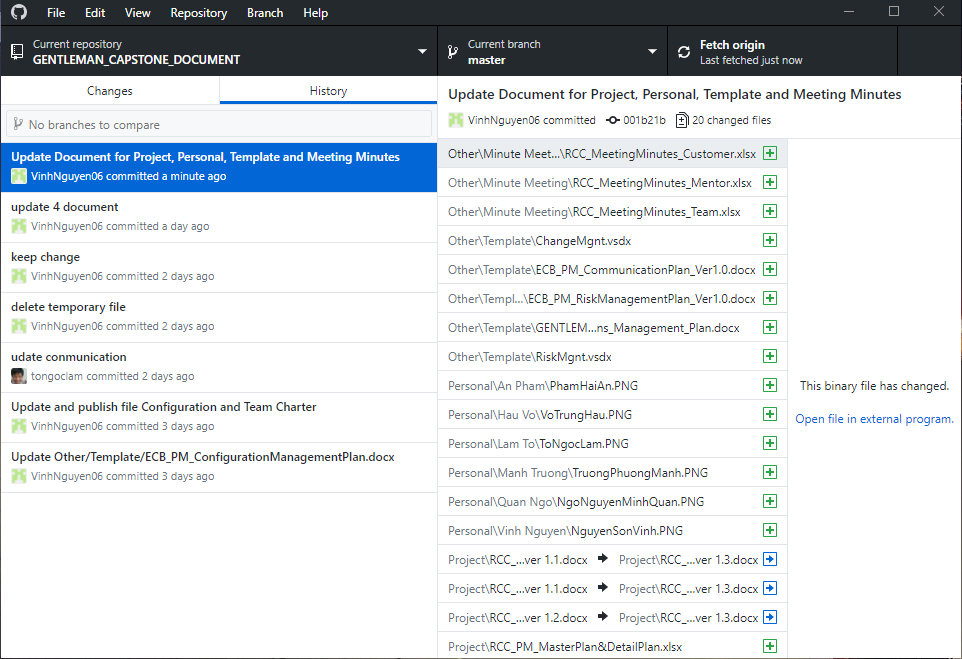 File Edit View Repository Branch Help
Current repository
GENTLEMAN_CAPSTONE_DOCUMENT
Current branch
master
Fetch origin
Last fetched just now
Changes
History
No branches to compare
Update Document for Project, Personal, Template and Meeting Minutes
VinhNguyen06 committed a minute ago
update 4 document
VinhNguyen06 committed a day ago
keep change
VinhNguyen06 committed 2 days ago
delete temporary file
VinhNguyen06 committed 2 days ago
udate conmunication
tongoclam committed 2 days ago
Update and publish file Configuration and Team Charter
VinhNguyen06 committed 3 days ago
Update Other/Template/ECB_PM_ConfigurationManagementPlan.docx
VinhNguyen06 committed 3 days ago
Update Document for Project, Personal, Template and Meeting Minutes
VinhNguyen06 committed 001b21b 20 changed files
Other\Minute Meet...\RCC_MeetingMinutes_Customer.xlsx
Other\Minute Meeting\RCC_MeetingMinutes_Mentor.xlsx
Other\Minute Meeting\RCC_MeetingMinutes_Team.xlsx
Other\Template\ChangeMgnt.vsdx
Other\Template\ECB_PM_CommunicationPlan_Ver1.0.docx
Other\Templ...\ECB_PM_RiskManagementPlan_Ver1.0.docx
Other\Template\GENTLEM...ns_Management_Plan.docx
Other\Template\RiskMgnt.vsdx
Personal\An Pham\PhamHaiAn.PNG
Personal\Hau Vo\VoTrungHau.PNG
Personal\Lam To\ToNgocLam.PNG
Personal\Manh Truong\TruongPhuongManh.PNG
Personal\Quan Ngo\NgoNguyenMinhQuan.PNG
Personal\Vinh Nguyen\NguyenSonVinh.PNG
Project\RCC_...ver 1.1.docx Project\RCC_...ver 1.3.docx
Project\RCC_...ver 1.1.docx Project\RCC_...ver 1.3.docx
Project\RCC_...ver 1.2.docx Project\RCC_...ver 1.3.docx
Project\RCC_PM_MasterPlan&DetailPlan.xlsx
This binary file has changed.
Open file in external program.